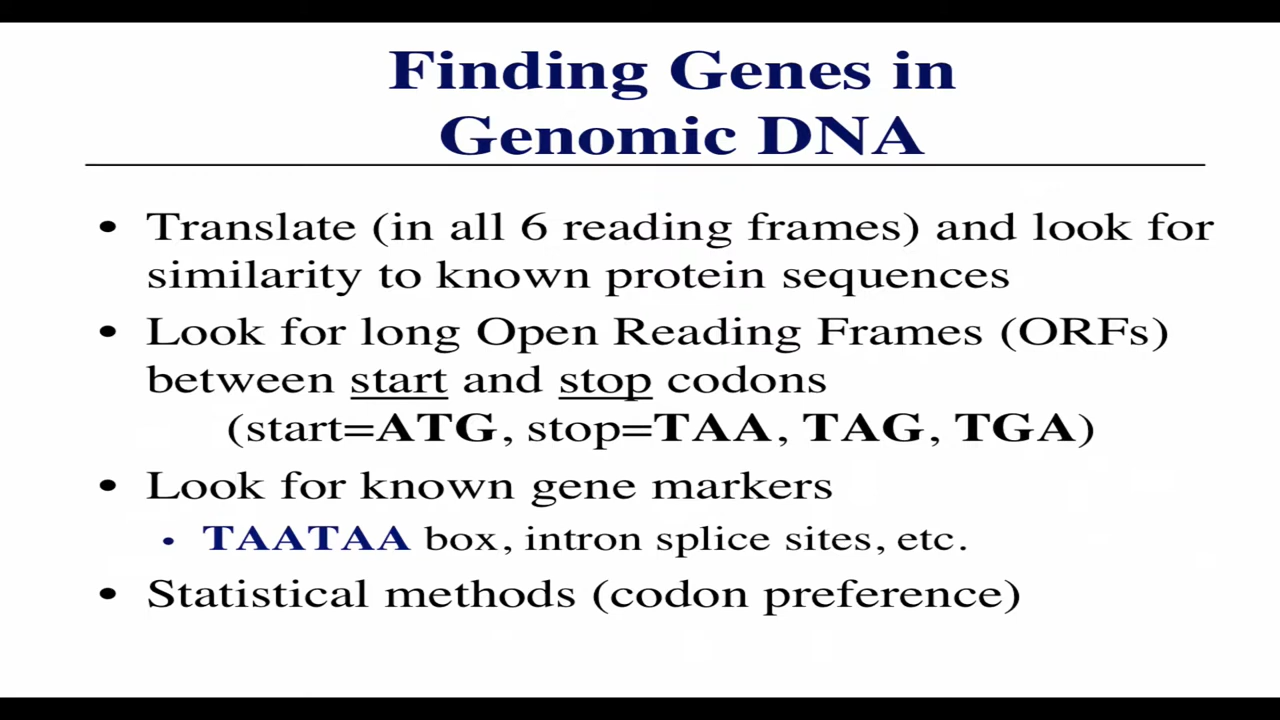 Finding Genes in
Genomic DNA
• Translate (in all 6 reading frames) and look for
similarity to known protein sequences
• Look for long Open Reading Frames (ORFs)
between start and stop codons
(start=ATG, stop=TAA, TAG, TGA)
• Look for known gene markers
• TAATAA box, intron splice sites, etc.
• Statistical methods (codon preference)